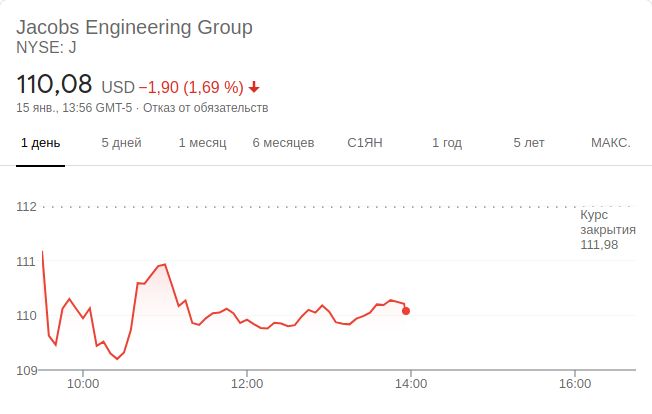 Jacobs Engineering Group
NYSE: J
110,08 USD −1,90 (1,69 %)
15 янв., 13:56 GMT-5 · Отказ от обязательств
1 день 5 дней 1 месяц 6 месяцев С1ЯН 1 год 5 лет МАКС.
112
Курс
закрытия
111,98
111
110
109
10:00 12:00 14:00 16:00